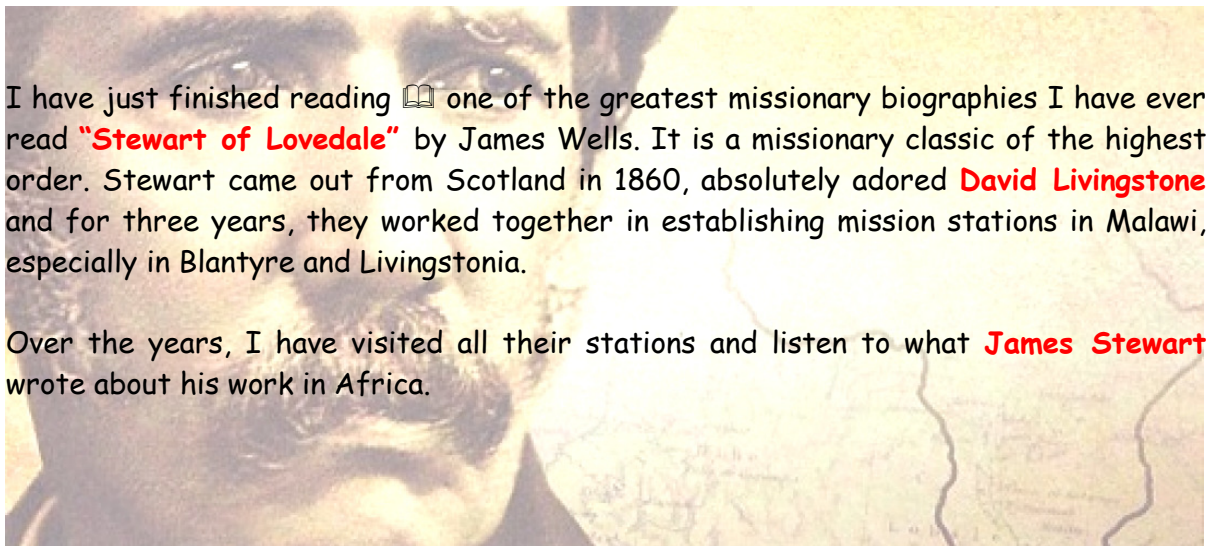 I have just finished reading 📖 one of the greatest missionary biographies I have ever
read “Stewart of Lovedale” by James Wells. It is a missionary classic of the highest
order. Stewart came out from Scotland in 1860, absolutely adored David Livingstone
and for three years, they worked together in establishing mission stations in Malawi,
especially in Blantyre and Livingstonia.
Over the years, I have visited all their stations and listen to what James Stewart
wrote about his work in Africa.